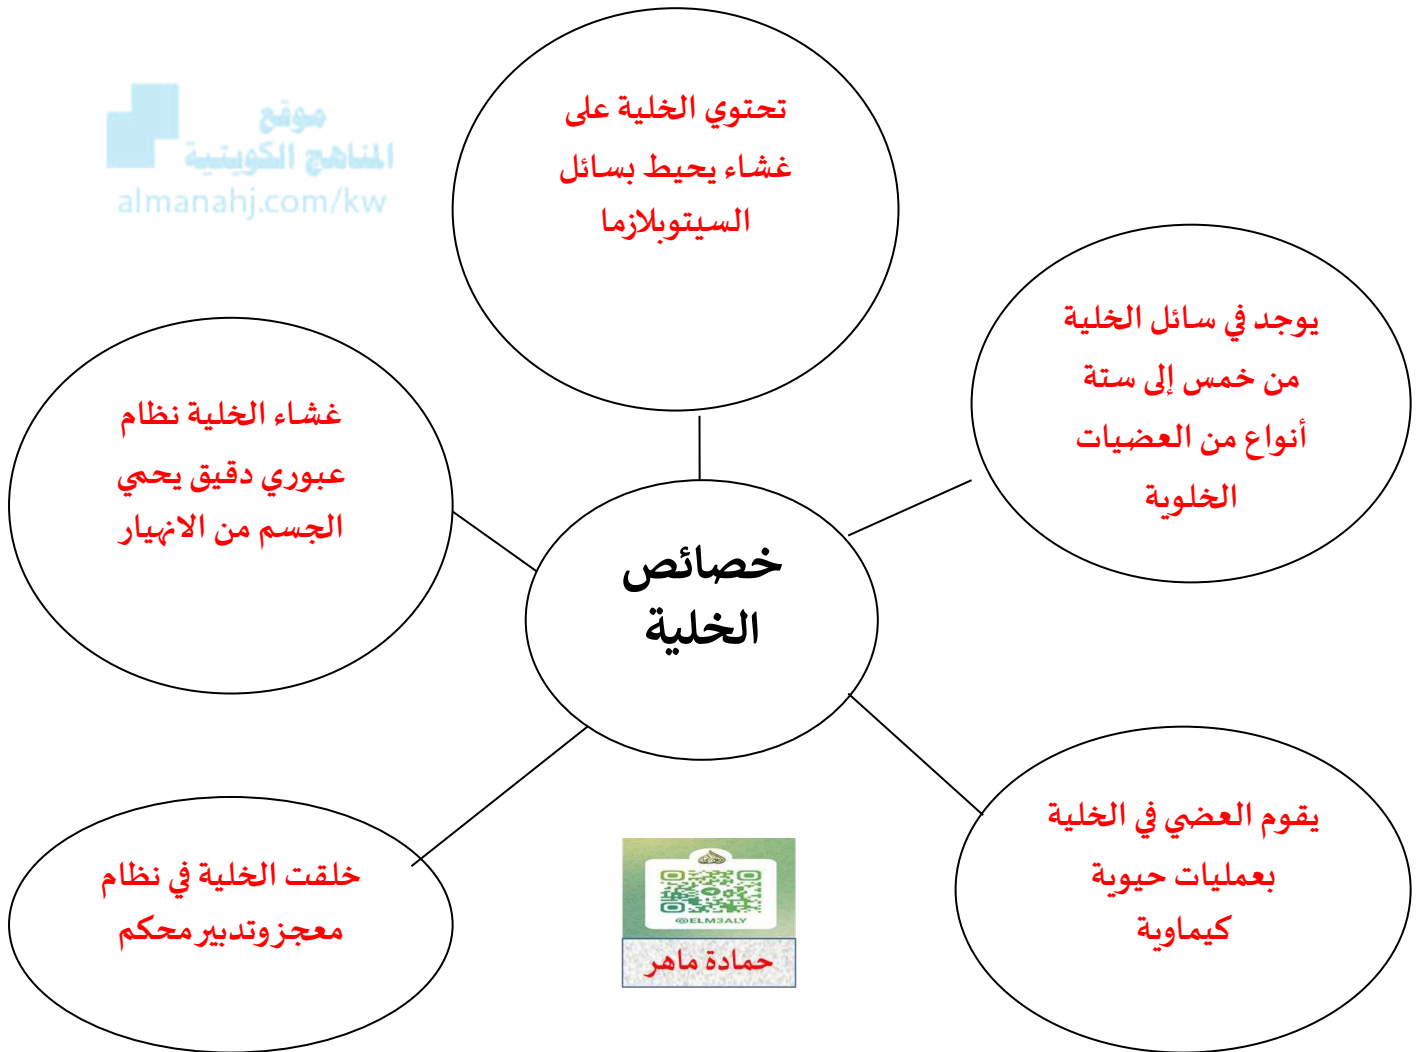 موقع
المناهج الكويتية
almanahj.com/kw
تحتوي الخلية على
غشاء يحيط بسائل
السيتوبلازما
يوجد في سائل الخلية
من خمس إلى ستة
أنواع من العضيات
الخلوية
غشاء الخلية نظام
عبوري دقيق يحمي
الجسم من الانهيار
خصائص
الخلية
يقوم العضي في الخلية
بعمليات حيوية
كيماوية
خلقت الخلية في نظام
معجز وتدبير محكم
@ELM3ALY
حمادة ماهر